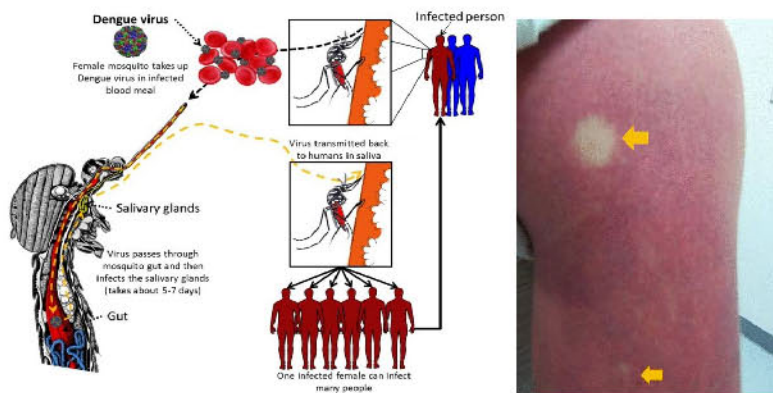 Dengue virus
Female mosquito takes up
Dengue virus in infected
blood meal
Infected person
Virus transmitted back
to humans in saliva
Salivary glands
Virus passes through
mosquito gut and then
infects the salivary glands
(takes about 5-7 days)
Gut
One infected female can infect
many people